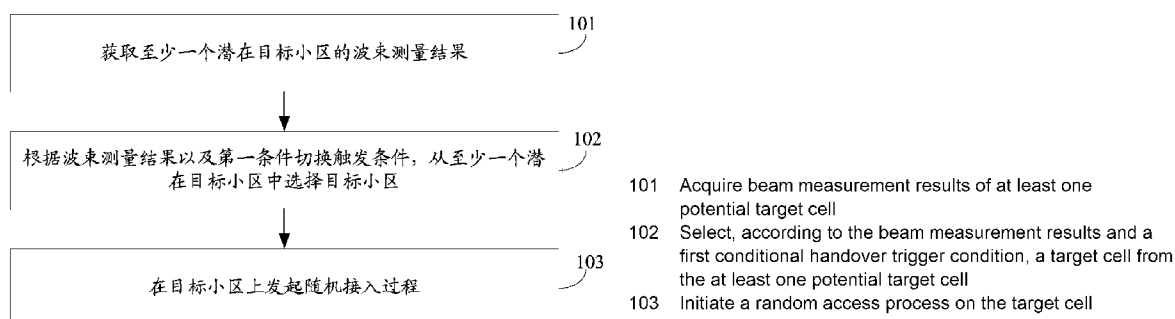 101
获取至少一个潜在目标小区的波束测量结果
102
根据波束测量结果以及第一条件切换触发条件，从至少一个潜
在目标小区中选择目标小区
103
在目标小区上发起随机接入过程
101 Acquire beam measurement results of at least one
potential target cell
102 Select, according to the beam measurement results and a
first conditional handover trigger condition, a target cell from
the at least one potential target cell
103 Initiate a random access process on the target cell